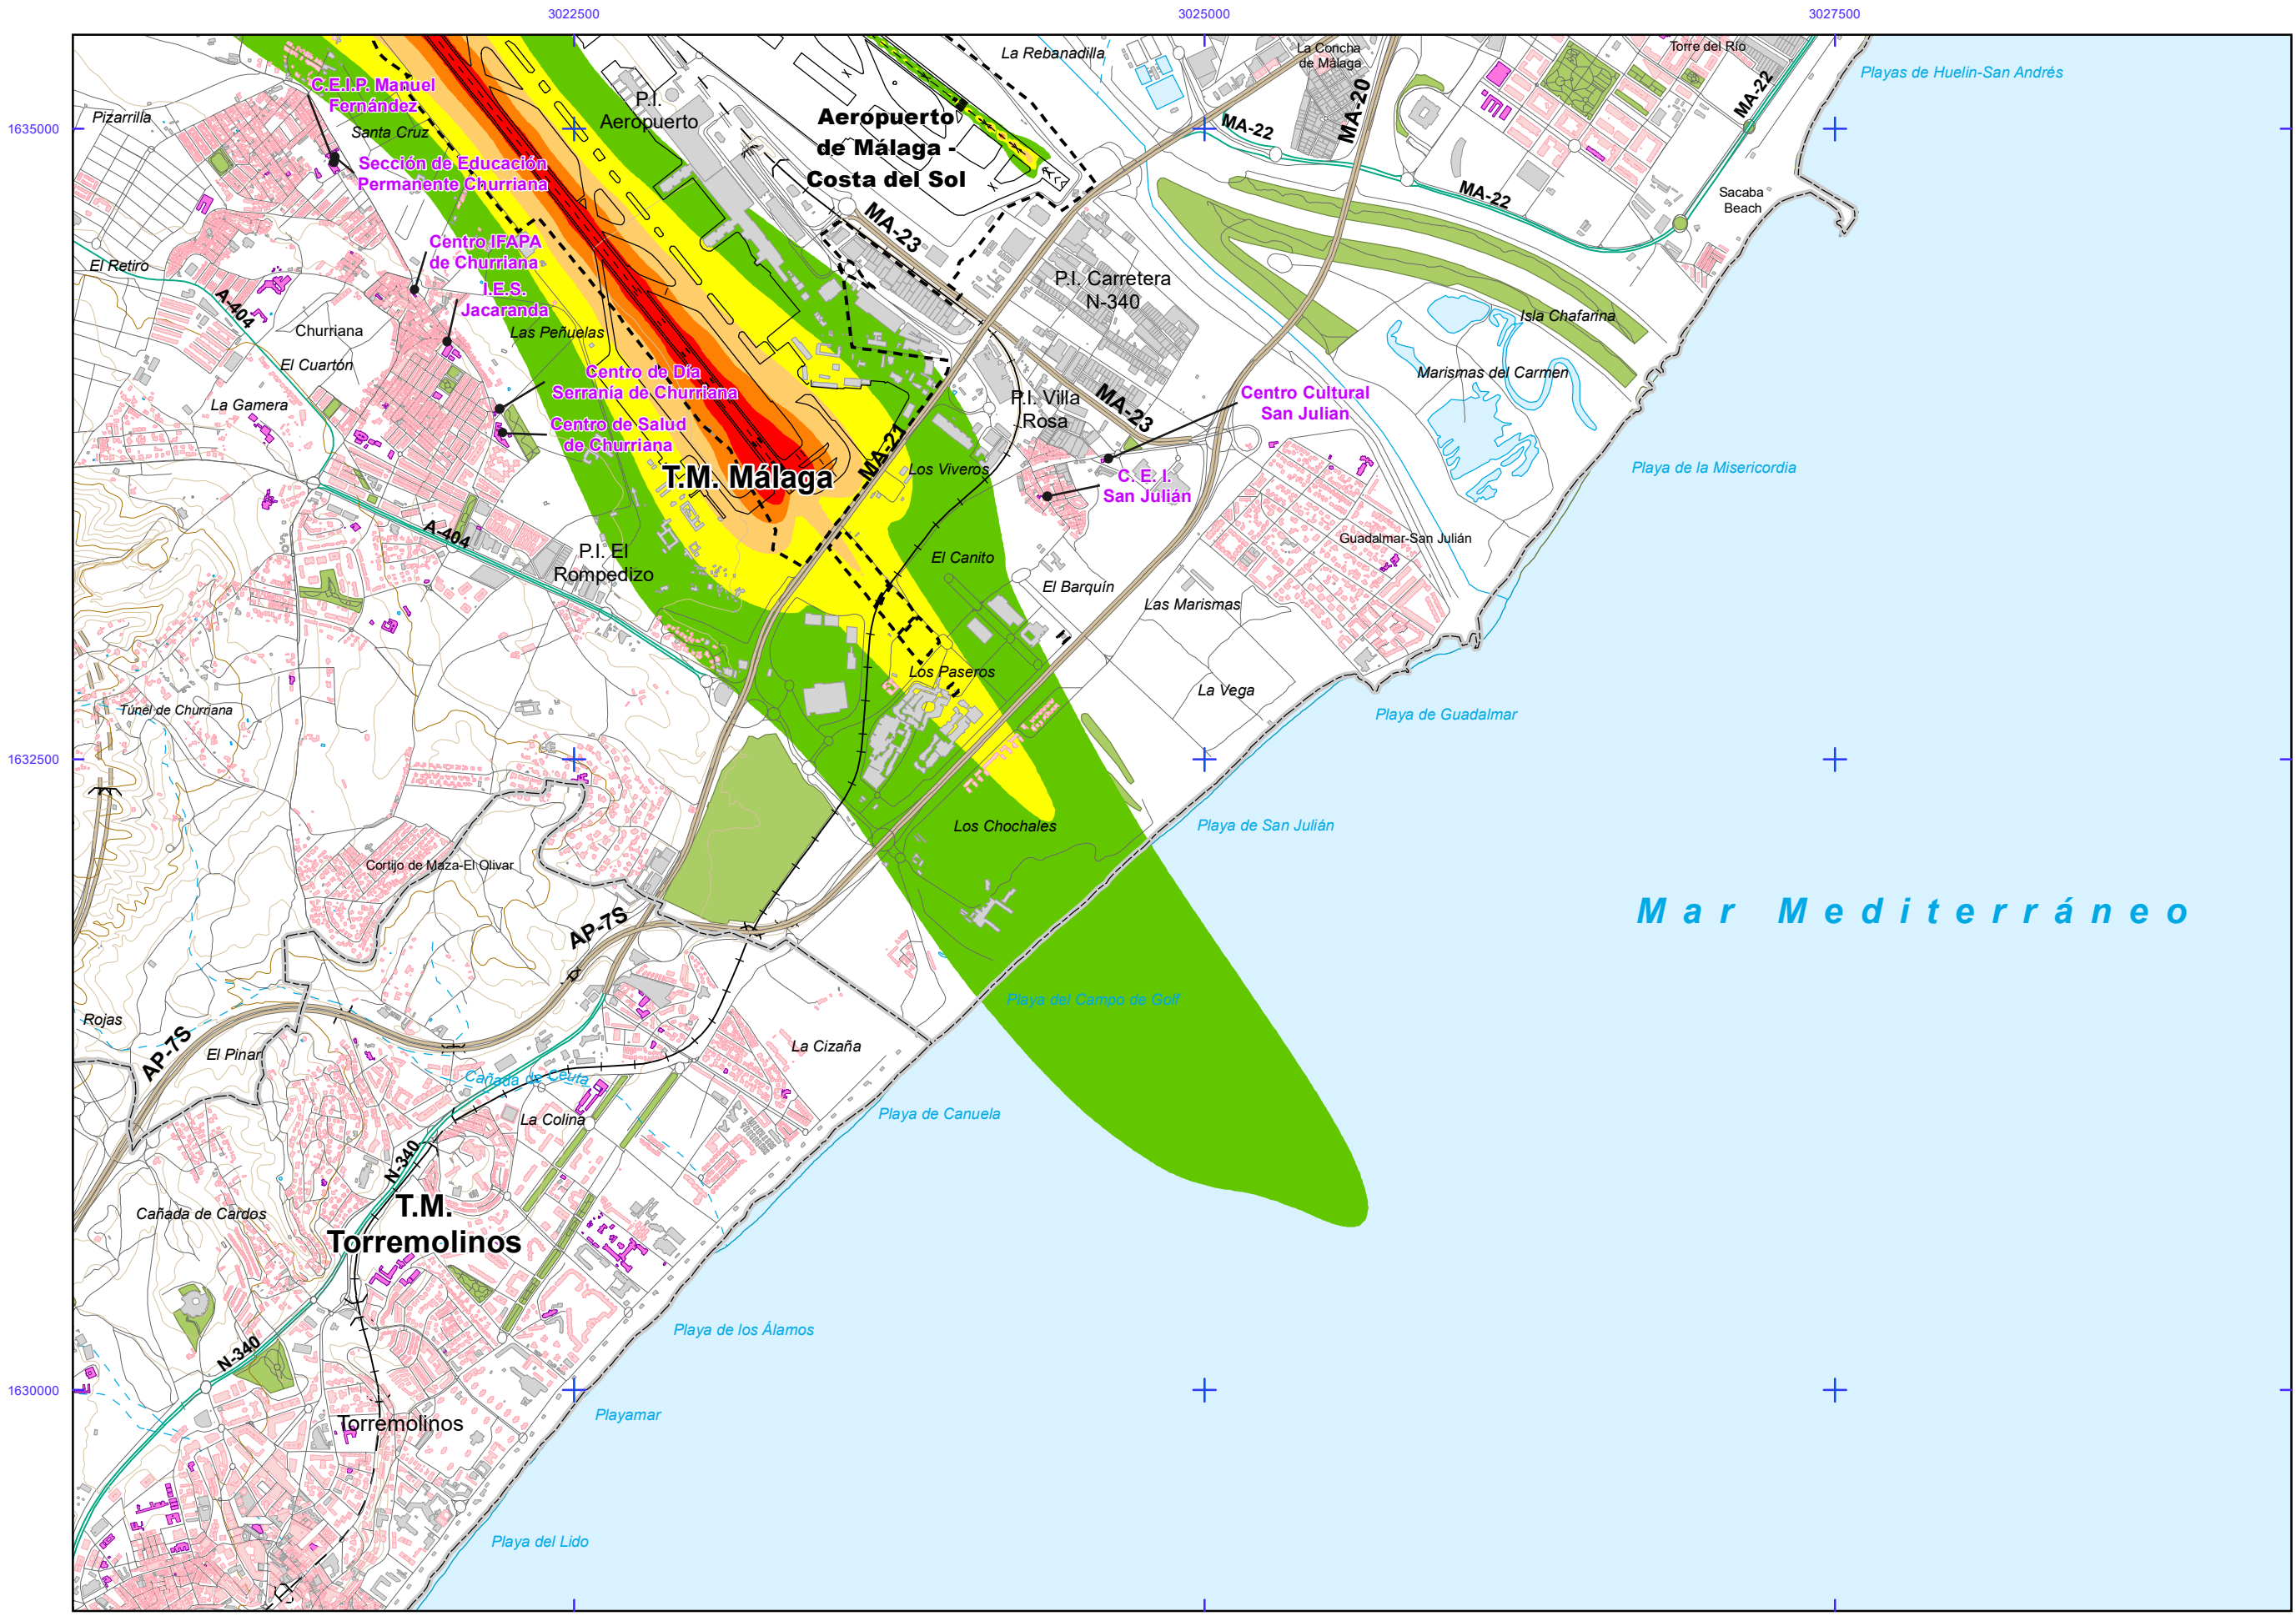 3022500
3025000
3027500
La Rebanadilla
La Concha
de Málaga
Torre del Río
Playas de Huelin-San Andrés
C.E.I.P. Manuel
Fernández
P.I.
Aeropuerto
MA-20
MA-22
Pizarrilla
Santa Cruz
1635000
Aeropuerto
de Málaga -
Costa del Sol
MA-22
Sección de Educación
Permanente Churriana
MA-22
Sacaba
Beach
MA-23
Centro IFAPA
de Churriana
El Retiro
P.I. Carretera
N-340
I.E.S.
Jacaranda
A-404
Isla Chafarina
Churriana
Las Peñuelas
El Cuartón
Centro de Día
Serranía de Churriana
Marismas del Carmen
La Gamera
P.I. Villa
Rosa
MA-23
Centro Cultural
San Julian
Centro de Salud
de Churriana
MA-21
T.M. Málaga
Los Viveros
C. E. I.
San Julián
Playa de la Misericordia
A-404
P.I. El
Rompedizo
El Canito
Guadalmar-San Julián
El Barquín
Las Marismas
Los Paseros
La Vega
Túnel de Churriana
Playa de Guadalmar
1632500
Los Chochales
Playa de San Julián
Cortijo de Maza-El Olivar
Mar Mediterráneo
AP-7S
Playa del Campo de Golf
Rojas
AP-7S
El Pinar
La Cizaña
Cañada de Ceuta
La Colina
Playa de Canuela
N-340
T.M.
Torremolinos
Cañada de Cardos
Playa de los Álamos
N-340
1630000
Playamar
Torremolinos
Playa del Lido